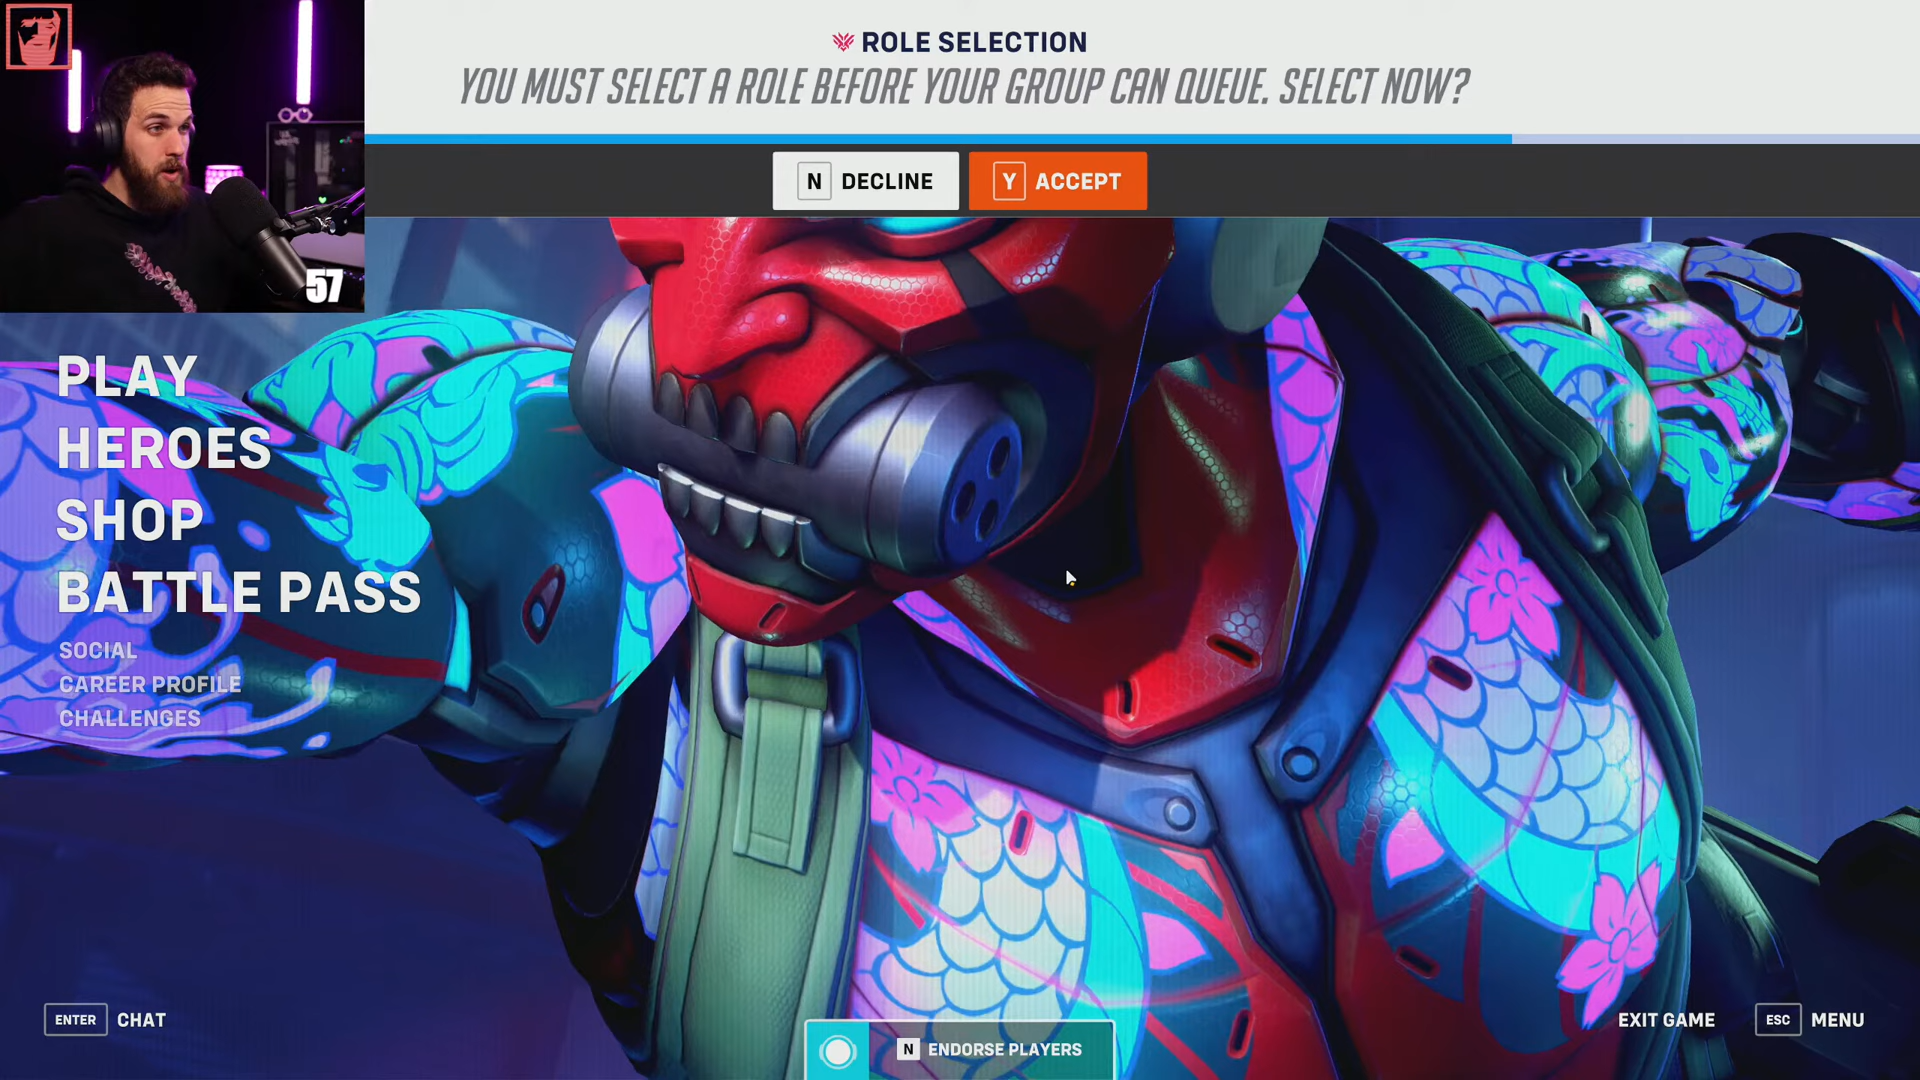 ROLE SELECTION
YOU MUST SELECT A ROLE BEFORE YOUR GROUP CAN QUEUE. SELECT NOW?
N DECLINE
Y ACCEPT
57
PLAY
HEROES
SHOP
BATTLE PASS
SOCIAL
CAREER PROFILE
CHALLENGES
ENTER CHAT
N ENDORSE PLAYERS
EXIT GAME
ESC MENU